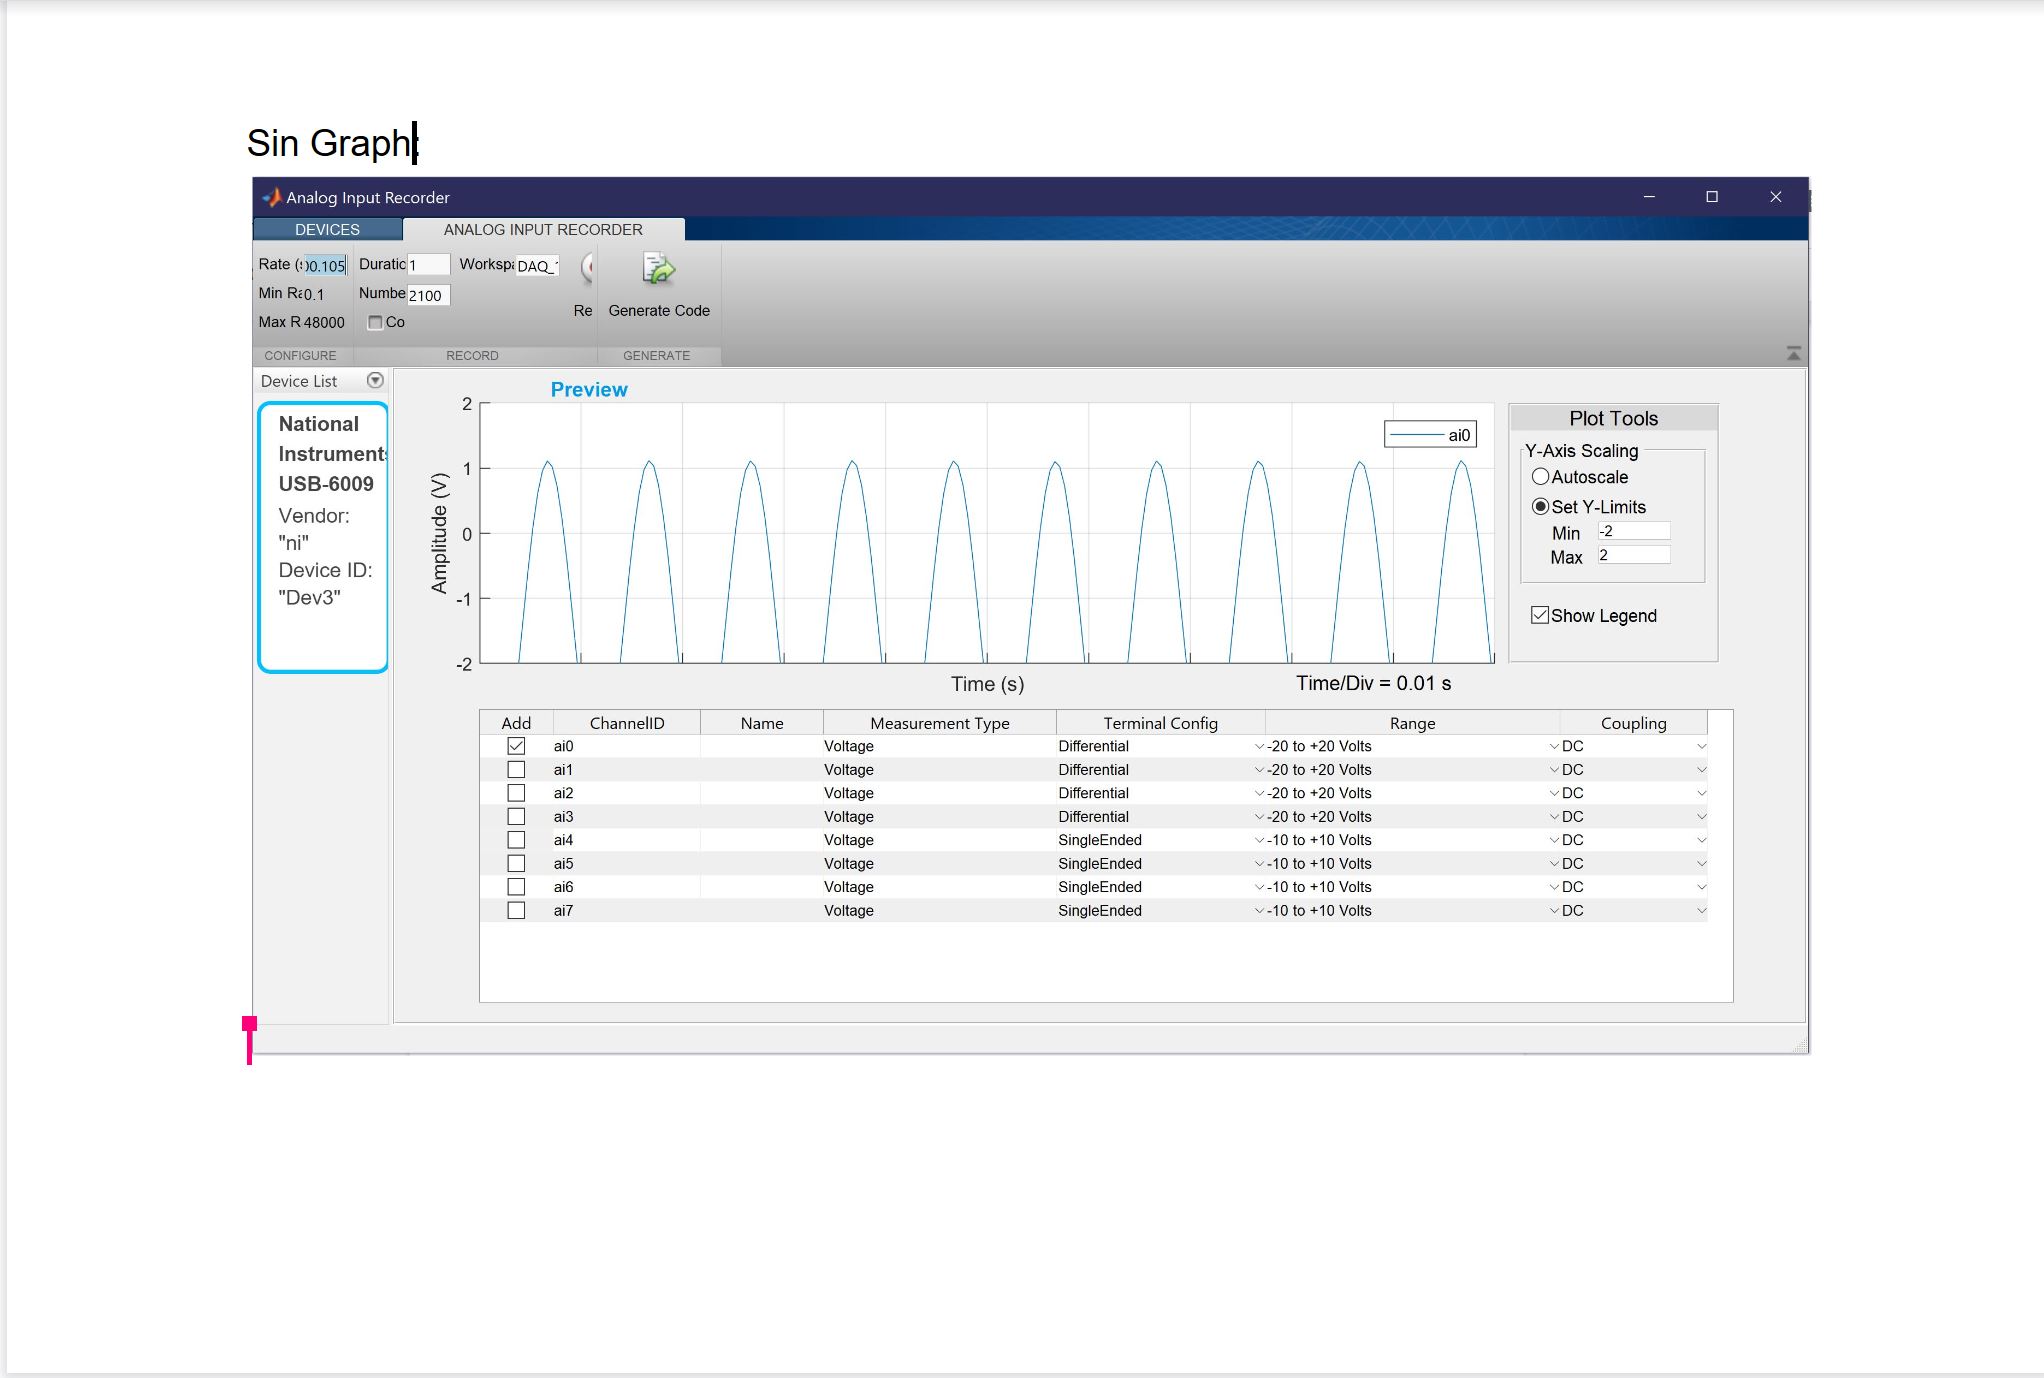 Sin Graph:
Analog Input Recorder
DEVICES ANALOG INPUT RECORDER
Rate (s 00.105 Duratic 1 Workspa DAQ_1
Min Ra 0.1 Numbe 2100
Max R 48000 Co
Re Generate Code
CONFIGURE RECORD GENERATE
Device List
National
Instruments
USB-6009
Vendor:
"ni"
Device ID:
"Dev3"
Preview
2
1
0
-1
-2
Amplitude (V)
ai0
Time (s)
Time/Div = 0.01 s
Plot Tools
Y-Axis Scaling
Autoscale
Set Y-Limits
Min -2
Max 2
Show Legend
Add ChannelID Name Measurement Type Terminal Config Range Coupling
ai0 Voltage Differential -20 to +20 Volts DC
ai1 Voltage Differential -20 to +20 Volts DC
ai2 Voltage Differential -20 to +20 Volts DC
ai3 Voltage Differential -20 to +20 Volts DC
ai4 Voltage SingleEnded -10 to +10 Volts DC
ai5 Voltage SingleEnded -10 to +10 Volts DC
ai6 Voltage SingleEnded -10 to +10 Volts DC
ai7 Voltage SingleEnded -10 to +10 Volts DC